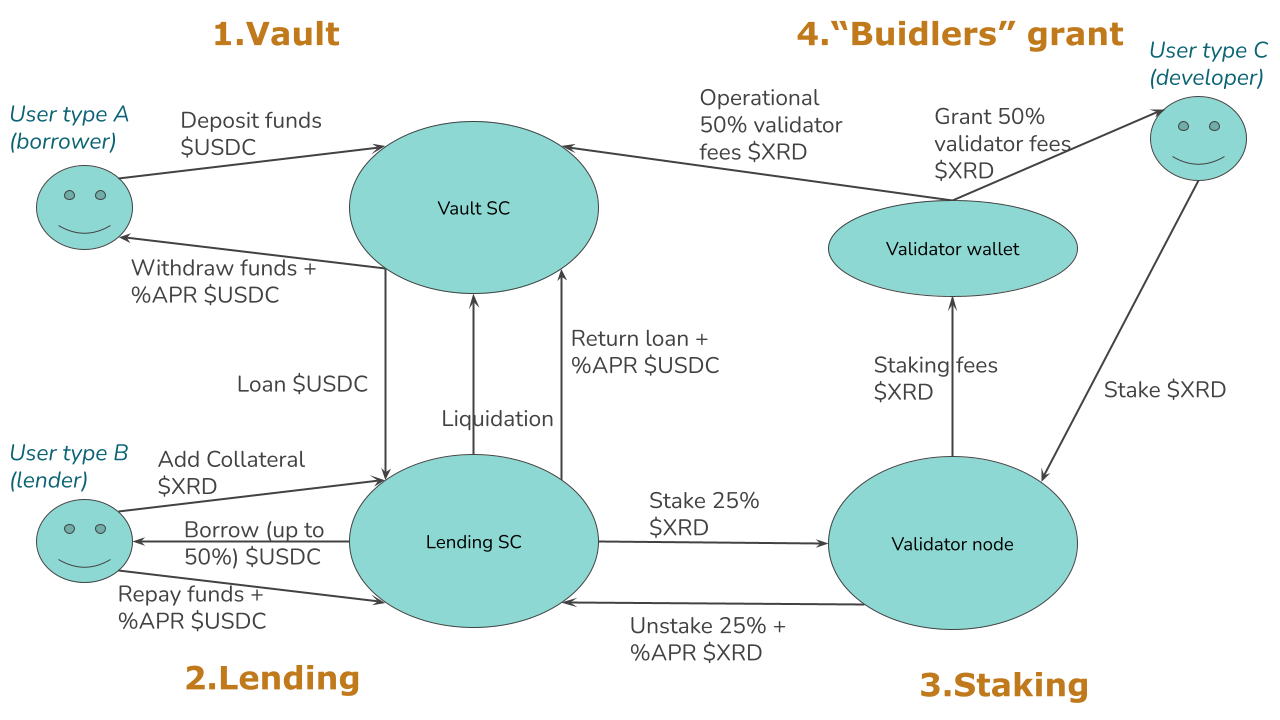 1.Vault
4.“Buidlers” grant
User type C
(developer)
User type A
(borrower)
Deposit funds
$USDC
Operational
50% validator
fees $XRD
Grant 50%
validator fees
$XRD
Vault SC
Validator wallet
Withdraw funds +
%APR $USDC
Return loan +
%APR $USDC
Loan $USDC
Liquidation
Staking fees
$XRD
Stake $XRD
User type B
(lender)
Add Collateral
$XRD
Borrow (up to
50%) $USDC
Lending SC
Stake 25%
$XRD
Validator node
Repay funds +
%APR $USDC
Unstake 25% +
%APR $XRD
2.Lending
3.Staking